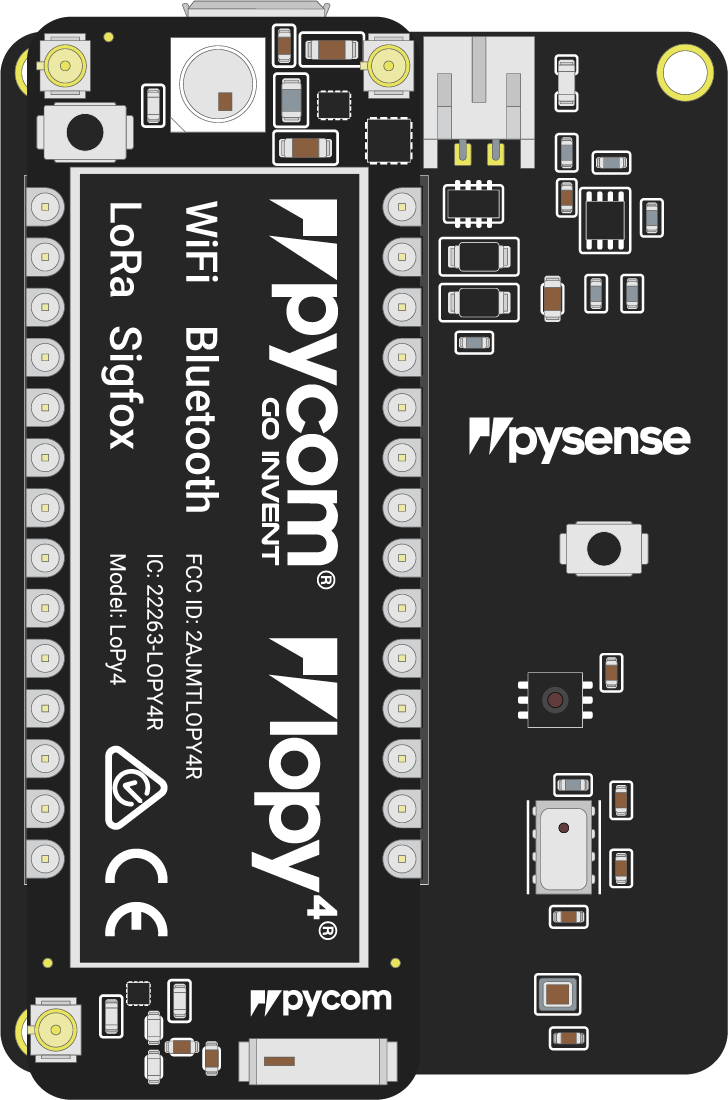 pycom®
GO INVENT
lopy4®
WiFi Bluetooth
LoRa Sigfox
FCC ID: 2AJMTLOPY4R
IC: 22263-LOPY4R
Model: LoPy4
CE
pysense
pycom